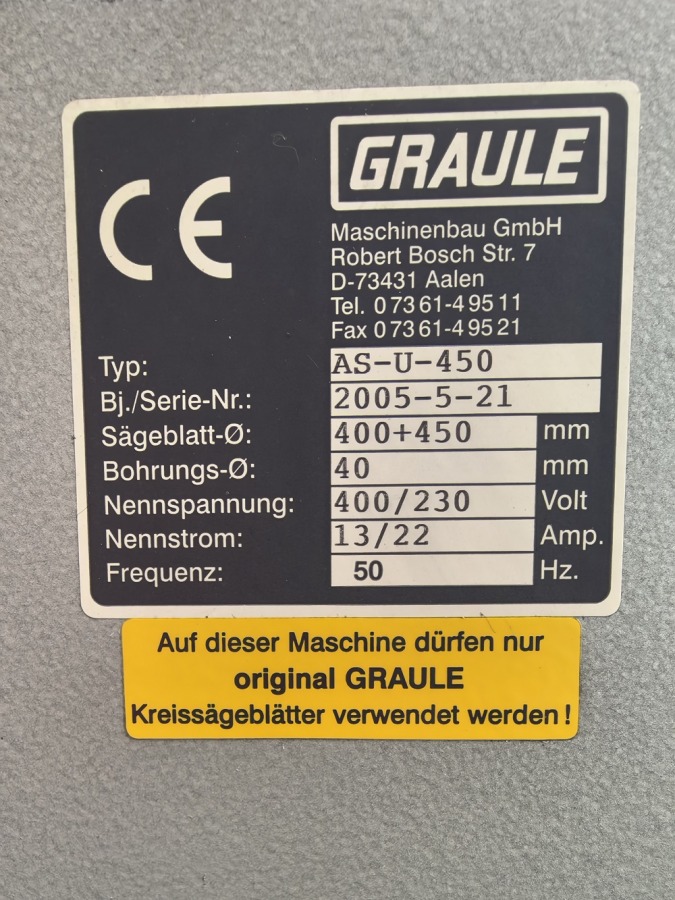 CE
GRAULE
Maschinenbau GmbH
Robert Bosch Str. 7
D-73431 Aalen
Tel. 07361-49511
Fax 07361-49521
Typ: AS-U-450
Bj./Serie-Nr.: 2005-5-21
Sägeblatt-Ø: 400+450 mm
Bohrungs-Ø: 40 mm
Nennspannung: 400/230 Volt
Nennstrom: 13/22 Amp.
Frequenz: 50 Hz.
Auf dieser Maschine dürfen nur
original GRAULE
Kreissägeblätter verwendet werden!